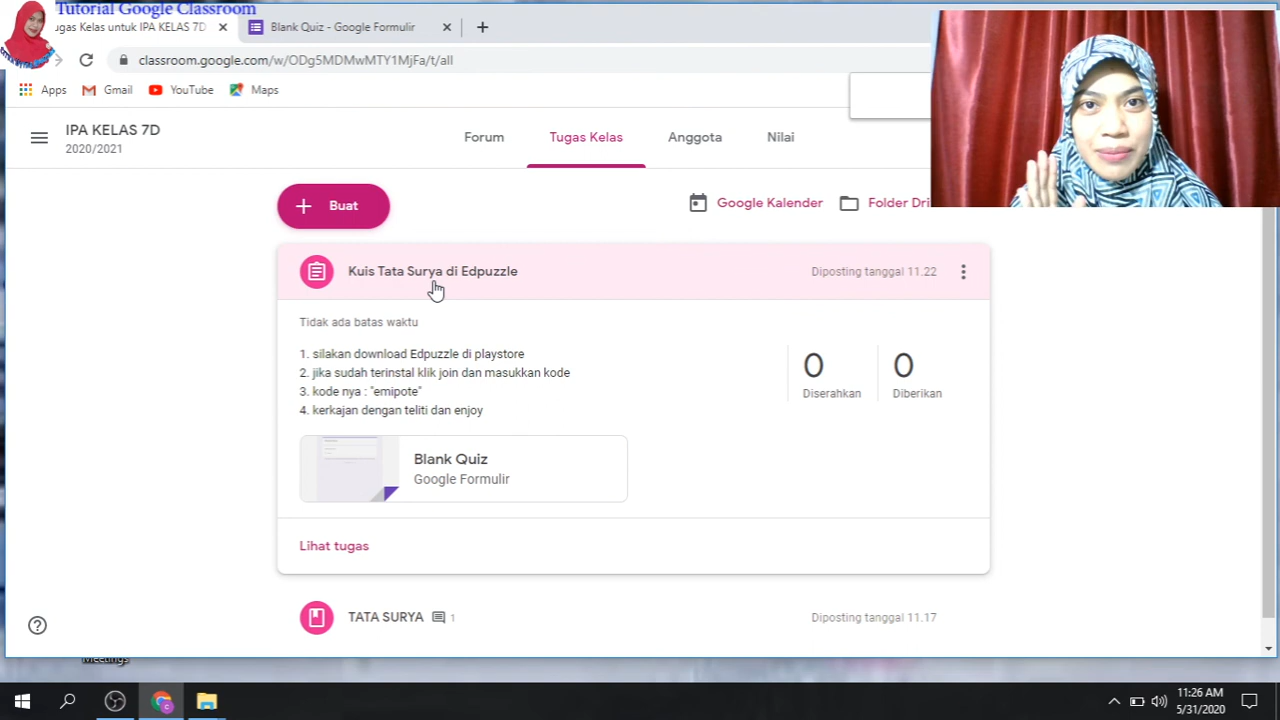 Tutorial Google Classroom
ugas Kelas untuk IPA KELAS 7D
Blank Quiz - Google Formulir
classroom.google.com/w/ODg5MDMwMTY1MjFa/t/all
Apps
Gmail
YouTube
Maps
IPA KELAS 7D
2020/2021
Forum
Tugas Kelas
Anggota
Nilai
Buat
Google Kalender
Folder Dri
Kuis Tata Surya di Edpuzzle
Diposting tanggal 11.22
Tidak ada batas waktu
1. silakan download Edpuzzle di playstore
2. jika sudah terinstal klik join dan masukkan kode
3. kode nya : "emipote"
4. kerkajan dengan teliti dan enjoy
0
Diserahkan
0
Diberikan
Blank Quiz
Google Formulir
Lihat tugas
TATA SURYA
1
Diposting tanggal 11.17
Meetings
11:26 AM
5/31/2020